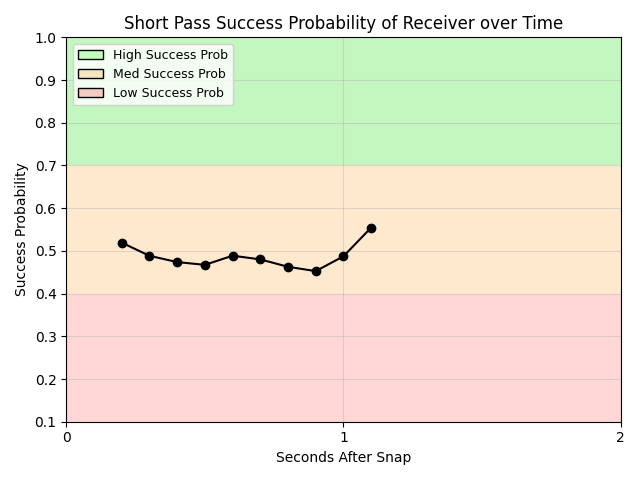 Short Pass Success Probability of Receiver over Time
High Success Prob
Med Success Prob
Low Success Prob
1.0
0.9
0.8
0.7
0.6
0.5
0.4
0.3
0.2
0.1
Success Probability
0 1 2
Seconds After Snap